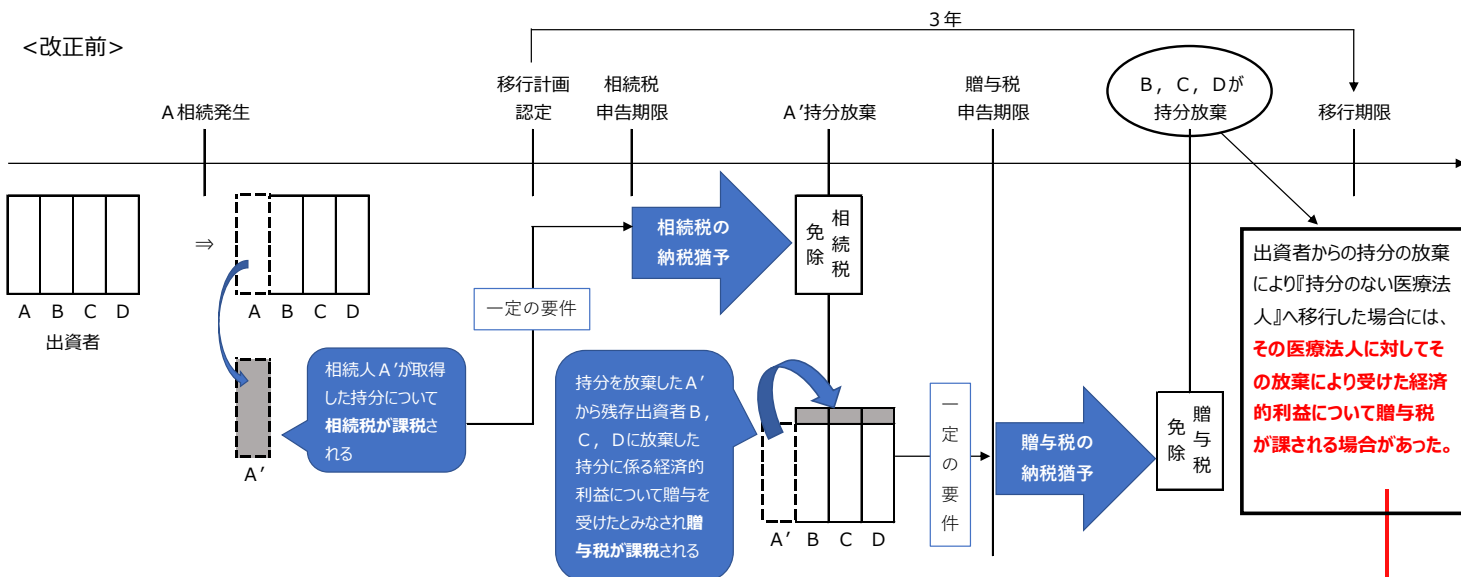 3年
<改正前>
A相続発生
移行計画
認定
相続税
申告期限
A′持分放棄
贈与税
申告期限
B,C,Dが
持分放棄
移行期限
A B C D
出資者
⇒
A B C D
相続税の
納税猶予
相続税
免除
一定の要件
A′
相続人A′が取得
した持分について
相続税が課税さ
れる
持分を放棄したA′
から残存出資者B,
C,Dに放棄した
持分に係る経済的
利益について贈与を
受けたとみなされ贈
与税が課税される
A′ B C D
一定の要件
贈与税の
納税猶予
贈与税
免除
出資者からの持分の放棄
により『持分のない医療法
人』へ移行した場合には、
その医療法人に対してそ
の放棄により受けた経済
的利益について贈与税
が課される場合があった。